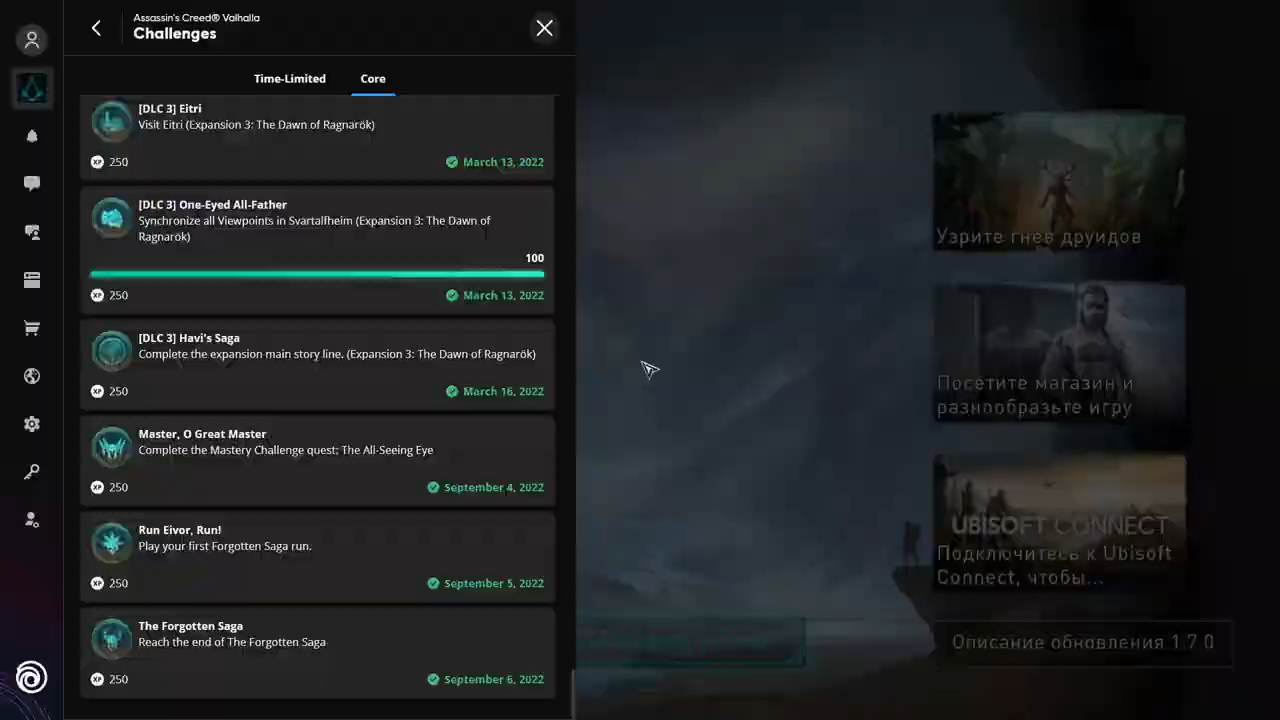 Assassin's Creed® Valhalla
Challenges
Time-Limited
Core
[DLC 3] Eitri
Visit Eitri (Expansion 3: The Dawn of Ragnarök)
XP 250
March 13, 2022
[DLC 3] One-Eyed All-Father
Synchronize all Viewpoints in Svartalfheim (Expansion 3: The Dawn of
Ragnarök)
100
XP 250
March 13, 2022
[DLC 3] Havi's Saga
Complete the expansion main story line. (Expansion 3: The Dawn of Ragnarök)
XP 250
March 16, 2022
Master, O Great Master
Complete the Mastery Challenge quest: The All-Seeing Eye
XP 250
September 4, 2022
Run Eivor, Run!
Play your first Forgotten Saga run.
XP 250
September 5, 2022
The Forgotten Saga
Reach the end of The Forgotten Saga
XP 250
September 6, 2022
Узрите гнев друидов
Посетите магазин и
разнообразьте игру
UBISOFT CONNECT
Подключитесь к Ubisoft
Connect, чтобы...
Описание обновления 1.7.0